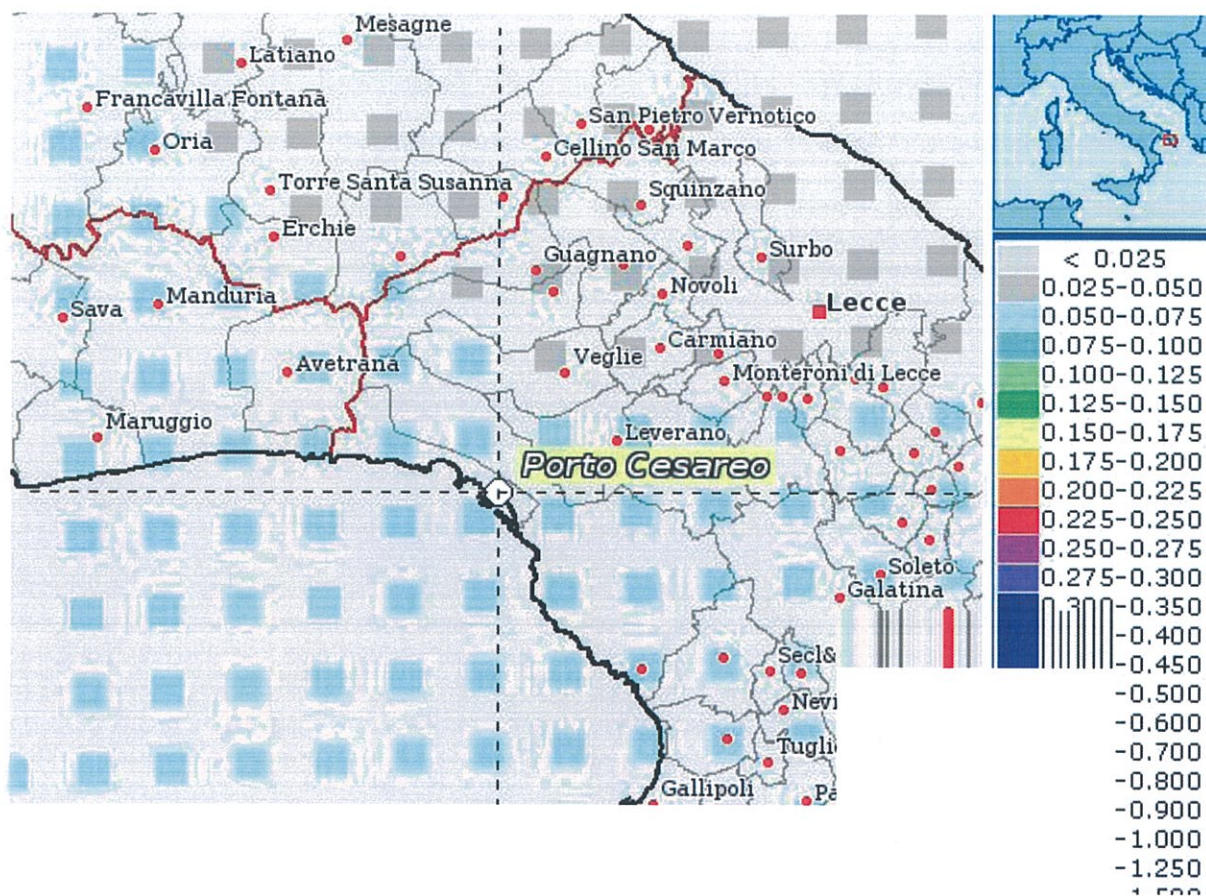 Mesagne
Latiano
Francavilla Fontana
San Pietro Vernotico
Oria
Cellino San Marco
Torre Santa Susanna
Squinzano
Erchie
Guagnano
Surbo
Manduria
Novoli
Sava
Lecce
Carmiano
Veglie
Avetrana
Monteroni di Lecce
Maruggio
Leverano
Porto Cesareo
Soleto
Galatina
Secl&
Nevi
Tuglie
Gallipoli
Pa
< 0.025
0.025-0.050
0.050-0.075
0.075-0.100
0.100-0.125
0.125-0.150
0.150-0.175
0.175-0.200
0.200-0.225
0.225-0.250
0.250-0.275
0.275-0.300
-0.350
-0.400
-0.450
-0.500
-0.600
-0.700
-0.800
-0.900
-1.000
-1.250